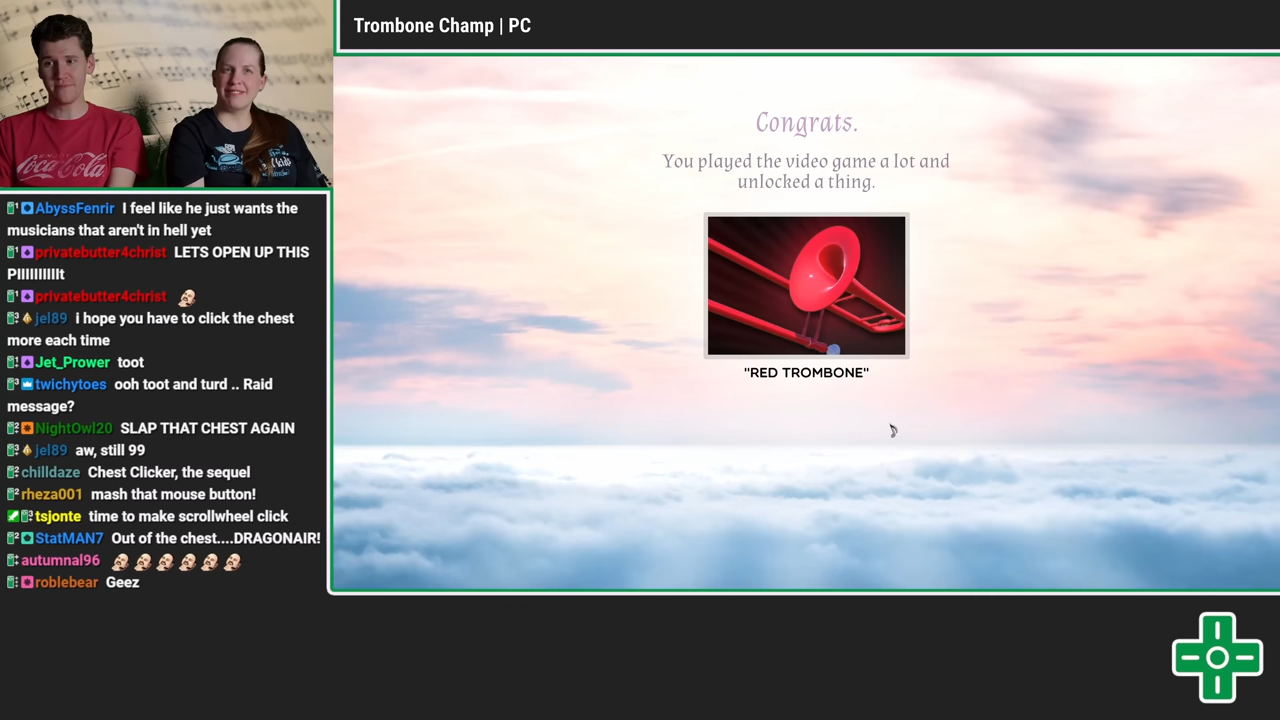 Trombone Champ | PC
Coca-Cola
Congrats.
You played the video game a lot and
unlocked a thing.
"RED TROMBONE"
AbyssFenrir I feel like he just wants the
musicians that aren't in hell yet
privatebutter4christ LETS OPEN UP THIS
PIIIIIIIIIt
privatebutter4christ
jel89 i hope you have to click the chest
more each time
Jet_Prower toot
twichytoes ooh toot and turd .. Raid
message?
NightOwl20 SLAP THAT CHEST AGAIN
jel89 aw, still 99
chilldaze Chest Clicker, the sequel
rheza001 mash that mouse button!
tsjonte time to make scrollwheel click
StatMAN7 Out of the chest....DRAGONAIR!
autumnal96
roblebear Geez